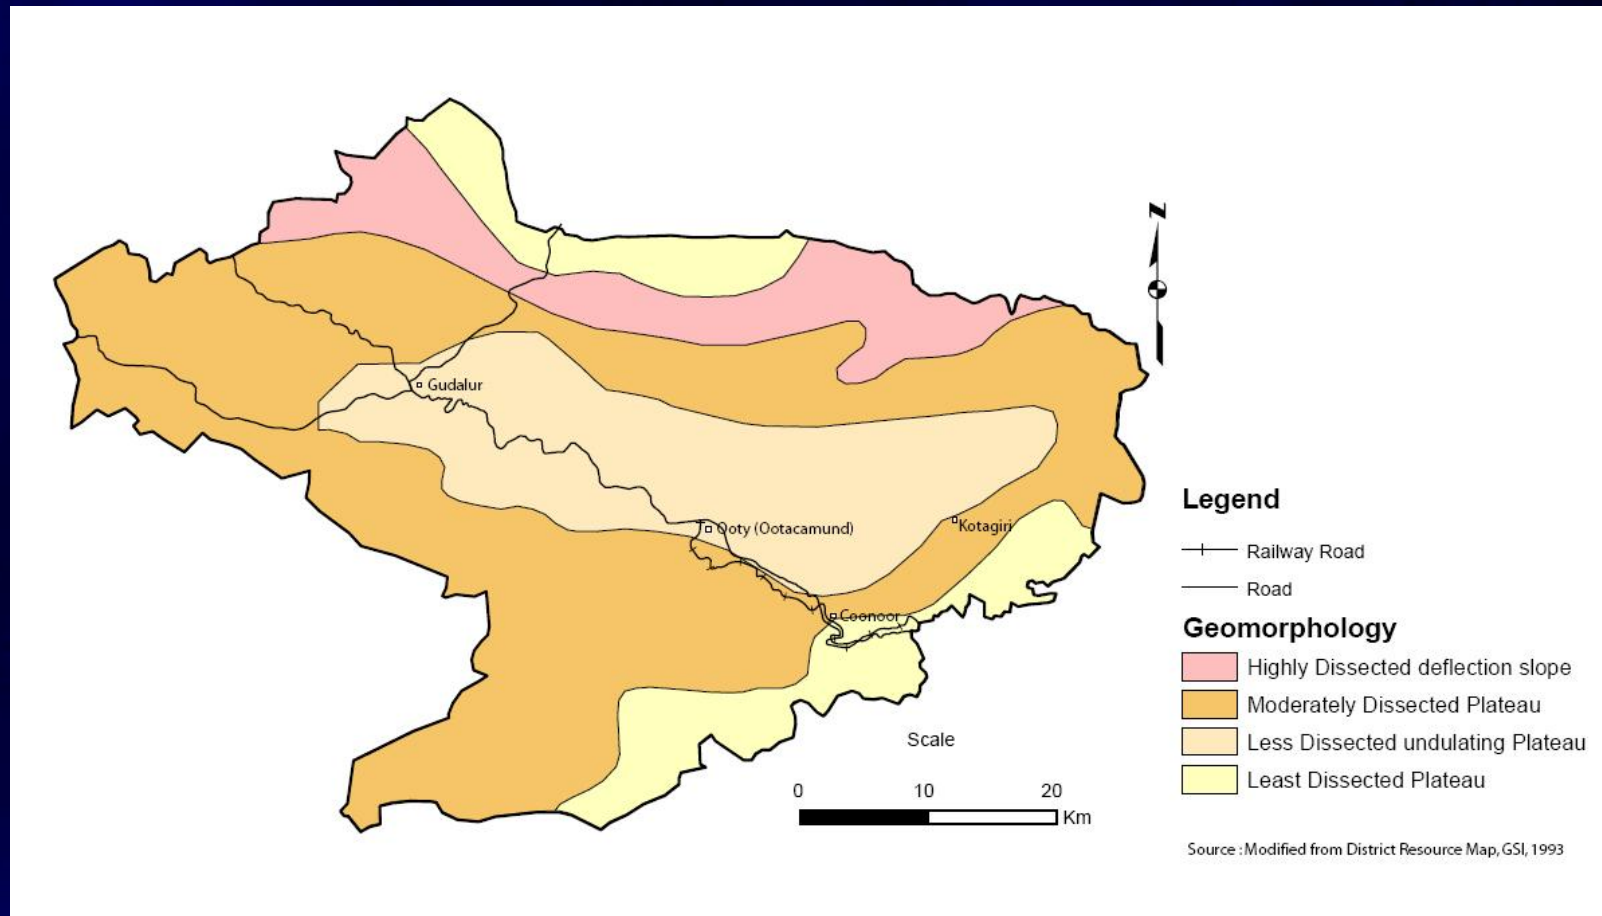 N
Gudalur
Ooty (Ootacamund)
Kotagiri
Coonoor
Legend
Railway Road
Road
Geomorphology
Highly Dissected deflection slope
Moderately Dissected Plateau
Less Dissected undulating Plateau
Least Dissected Plateau
Scale
0 10 20
Km
Source : Modified from District Resource Map, GSI, 1993